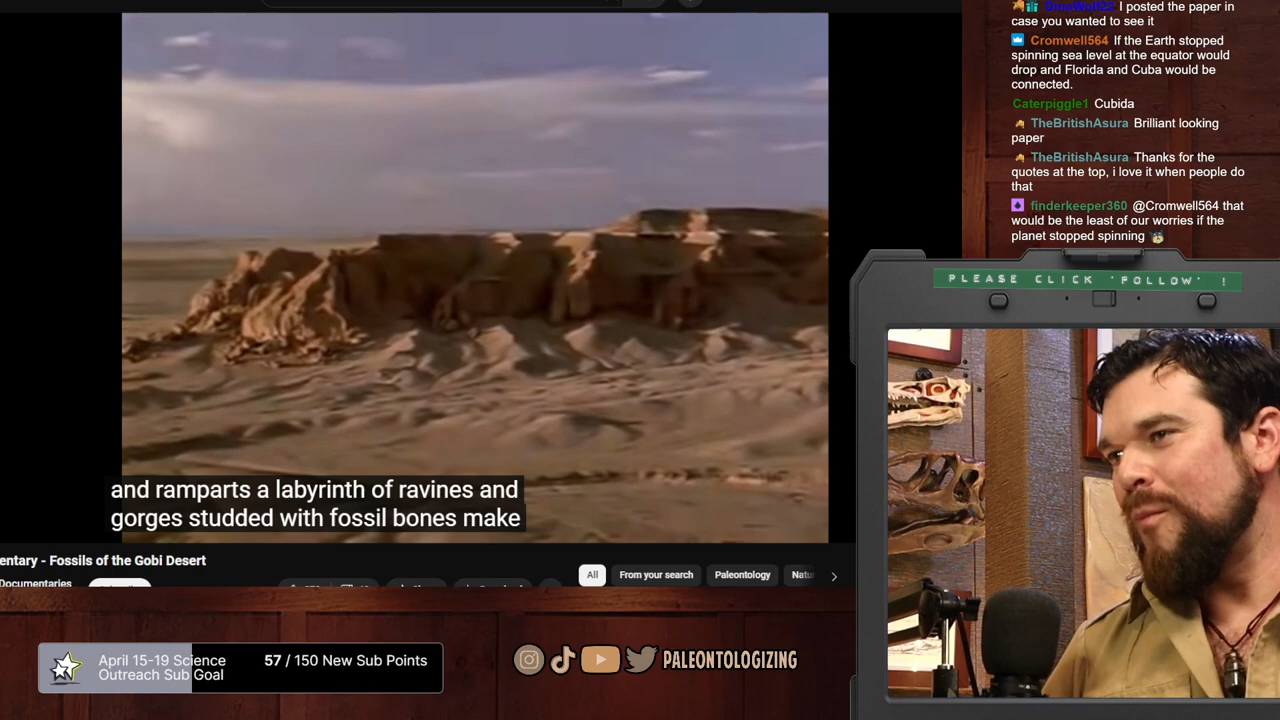 DinoWolf22 I posted the paper in
case you wanted to see it
Cromwell564 If the Earth stopped
spinning sea level at the equator would
drop and Florida and Cuba would be
connected.
Caterpiggle1 Cubida
TheBritishAsura Brilliant looking
paper
TheBritishAsura Thanks for the
quotes at the top, i love it when people do
that
finderkeeper360 @Cromwell564 that
would be the least of our worries if the
planet stopped spinning
PLEASE CLICK "FOLLOW" !
and ramparts a labyrinth of ravines and
gorges studded with fossil bones make
entary - Fossils of the Gobi Desert
Documentaries
All From your search Paleontology Natu
April 15-19 Science
Outreach Sub Goal
57 / 150 New Sub Points
PALEONTOLOGIZING